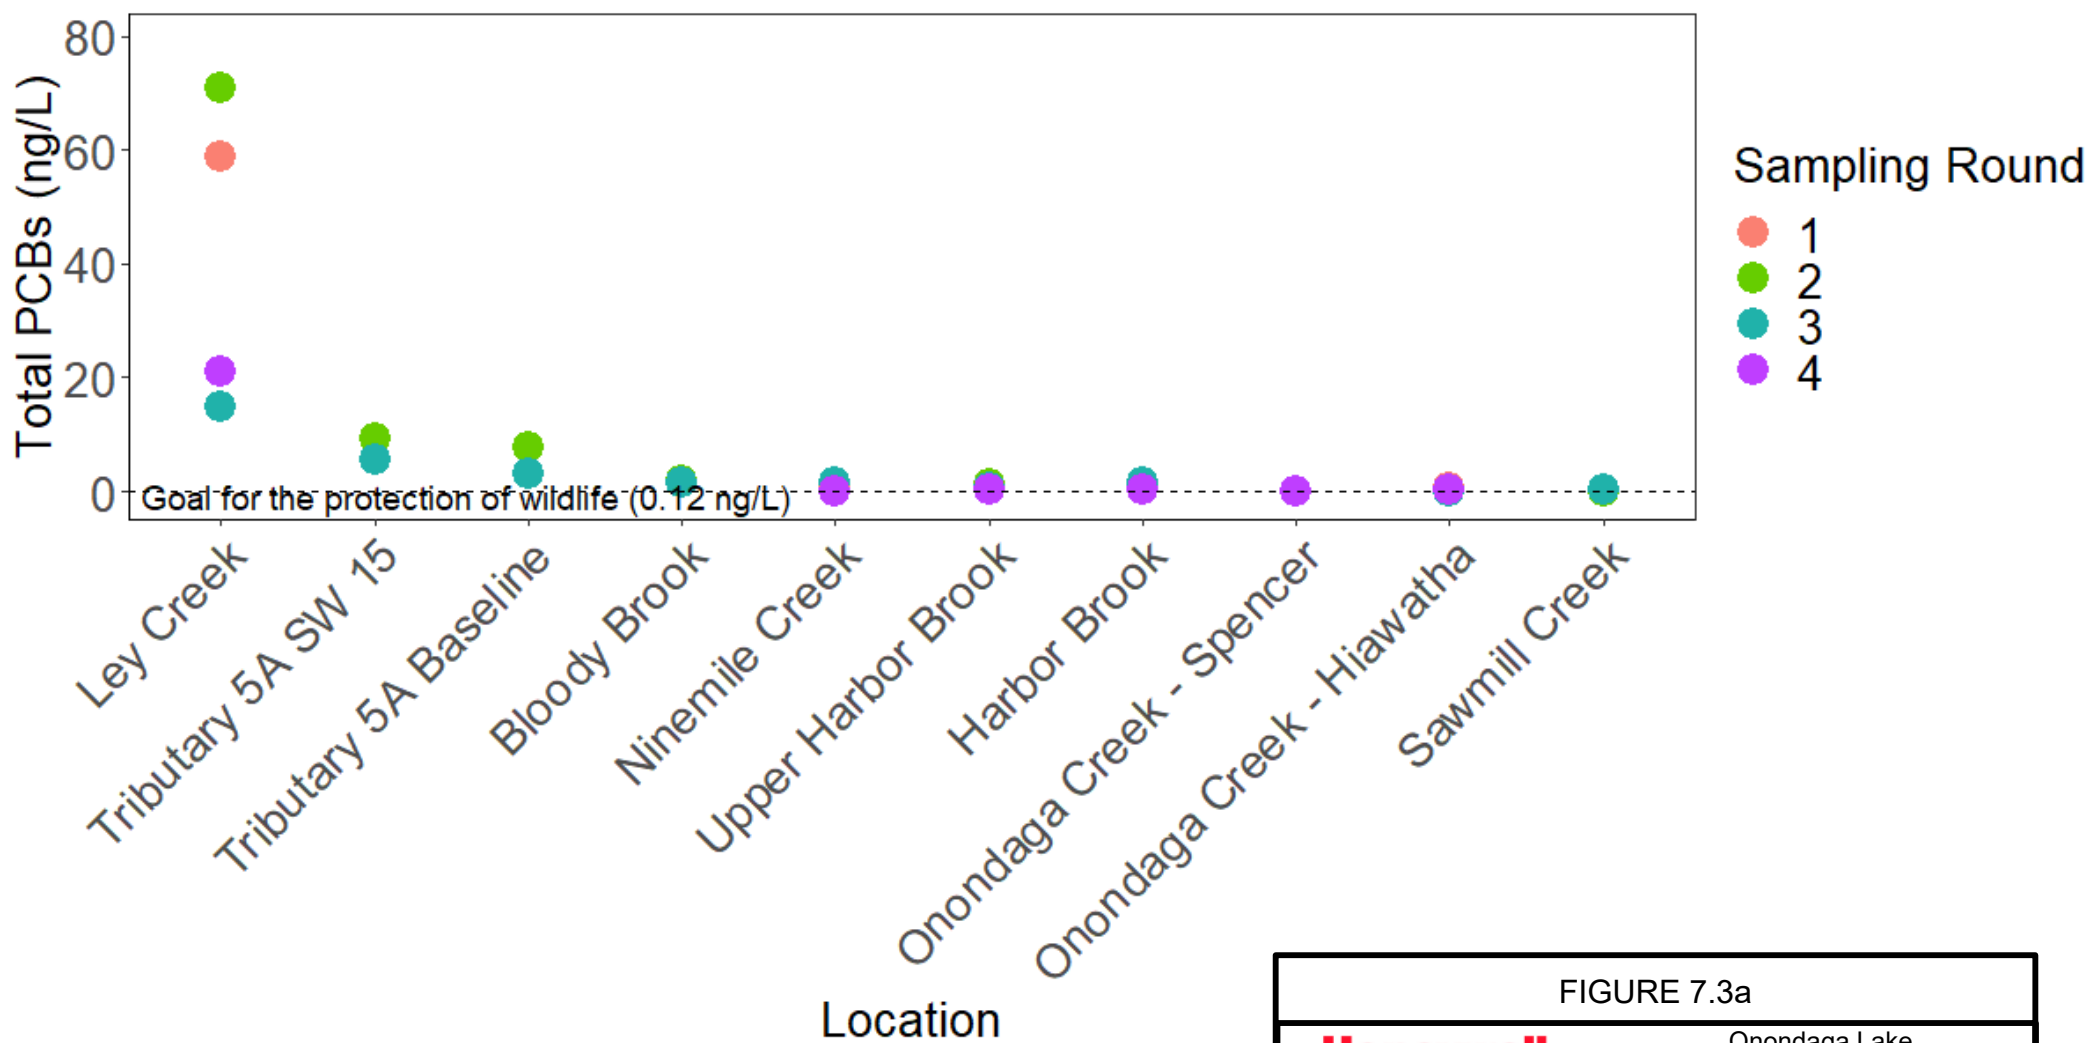 80
60
40
20
0
Total PCBs (ng/L)
Goal for the protection of wildlife (0.12 ng/L)
Sampling Round
1
2
3
4
Ley Creek
Tributary 5A SW 15
Tributary 5A Baseline
Bloody Brook
Ninemile Creek
Upper Harbor Brook
Harbor Brook
Onondaga Creek - Spencer
Onondaga Creek - Hiawatha
Sawmill Creek
Location
FIGURE 7.3a
Onondaga Lake